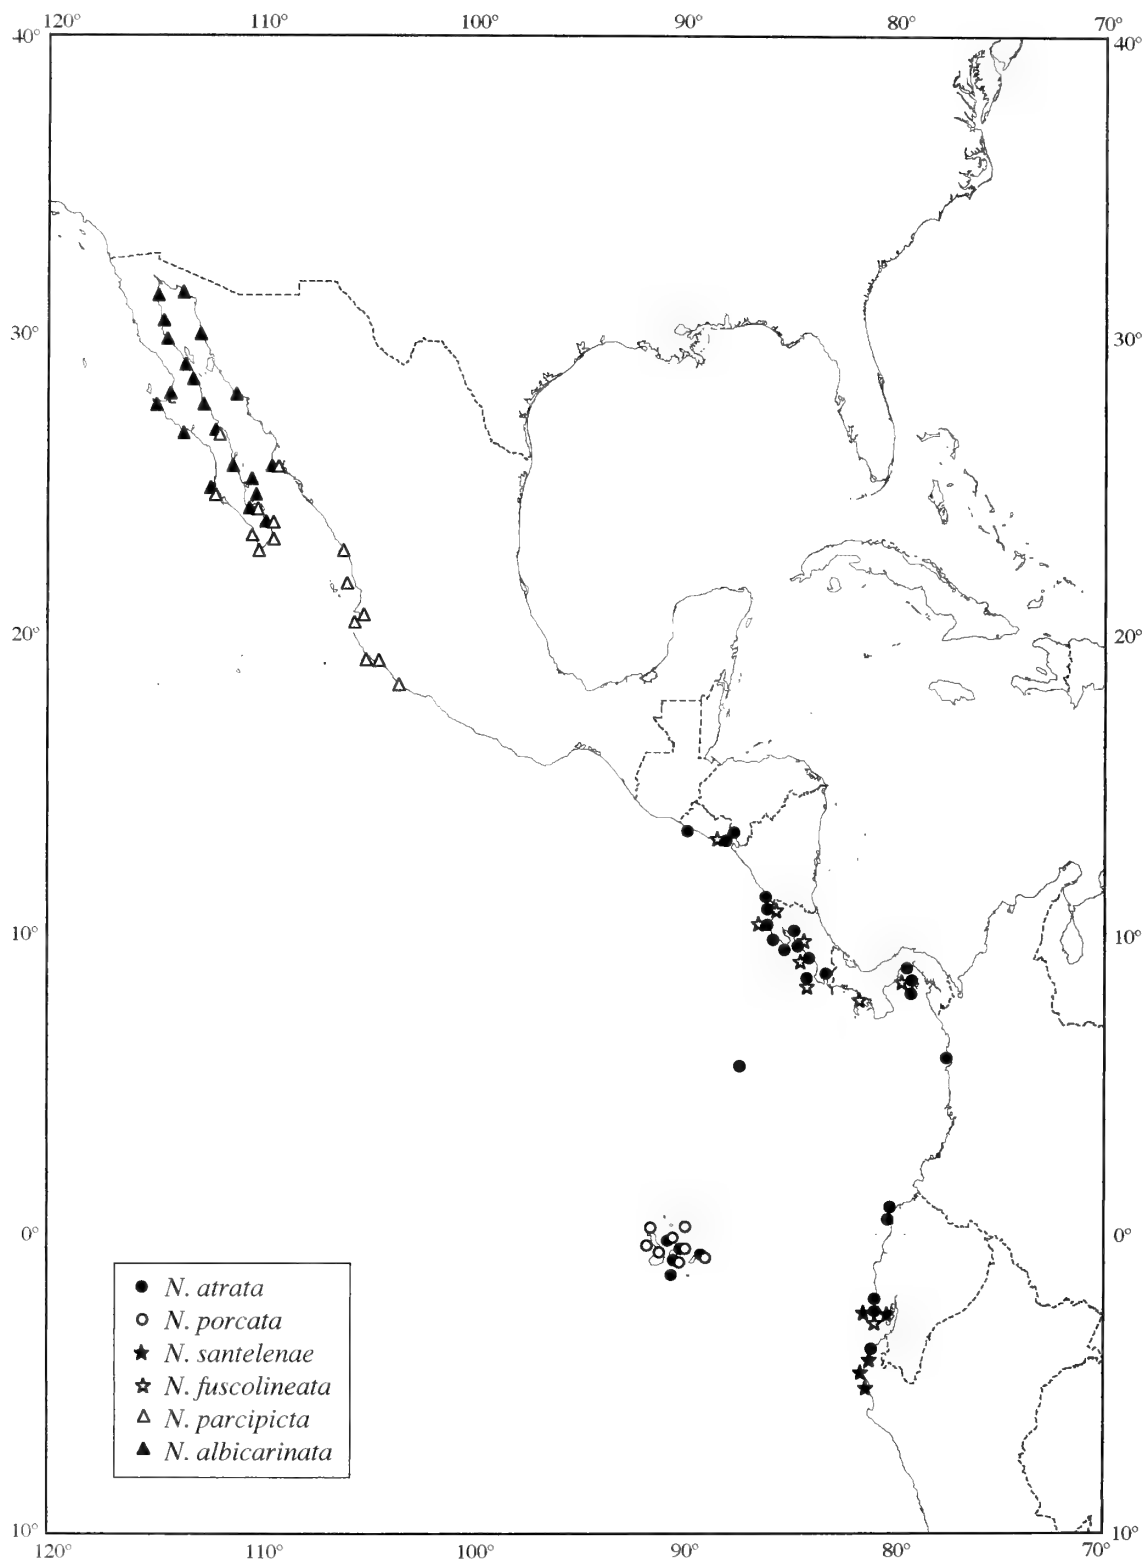 120° 110° 100° 90° 80° 70°
40° 40°
30° 30°
20° 20°
10° 10°
0° 0°
N. atrata
N. porcata
N. santelenae
N. fuscolineata
N. parcipicta
N. albicarinata
10° 10°
120° 110° 100° 90° 80° 70°